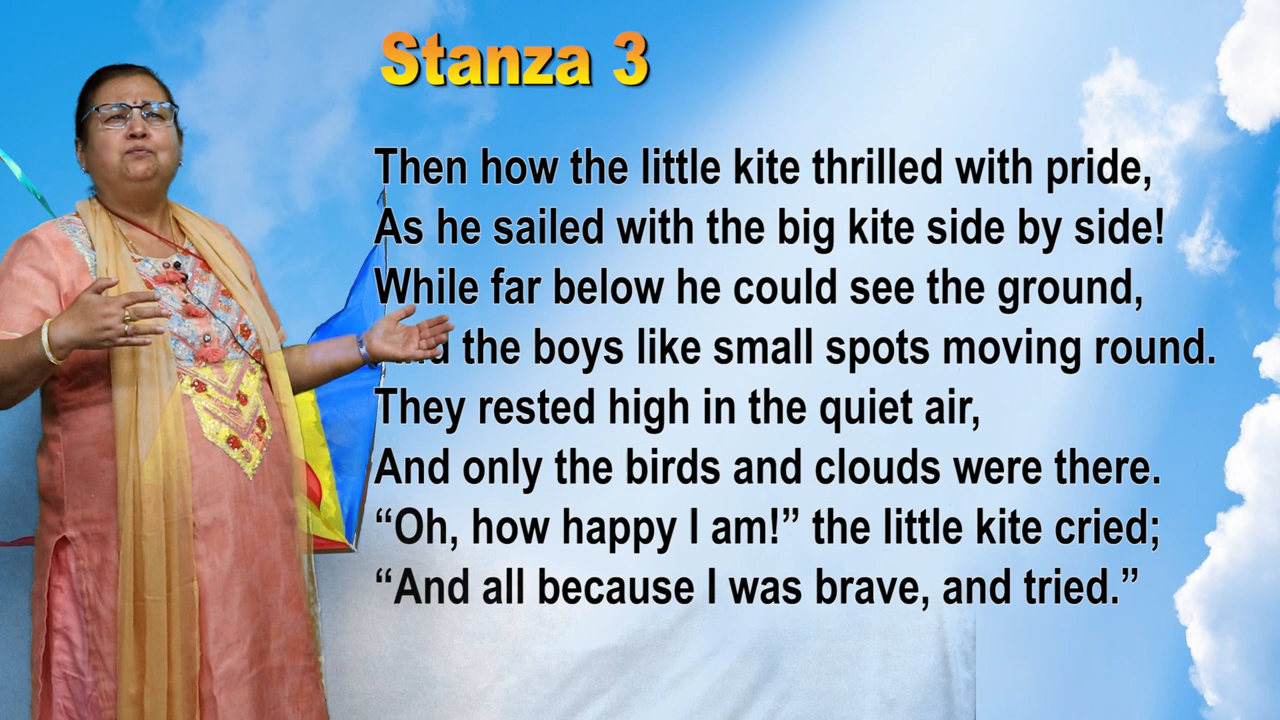 Stanza 3
Then how the little kite thrilled with pride,
As he sailed with the big kite side by side!
While far below he could see the ground,
And the boys like small spots moving round.
They rested high in the quiet air,
And only the birds and clouds were there.
“Oh, how happy I am!” the little kite cried;
“And all because I was brave, and tried.”